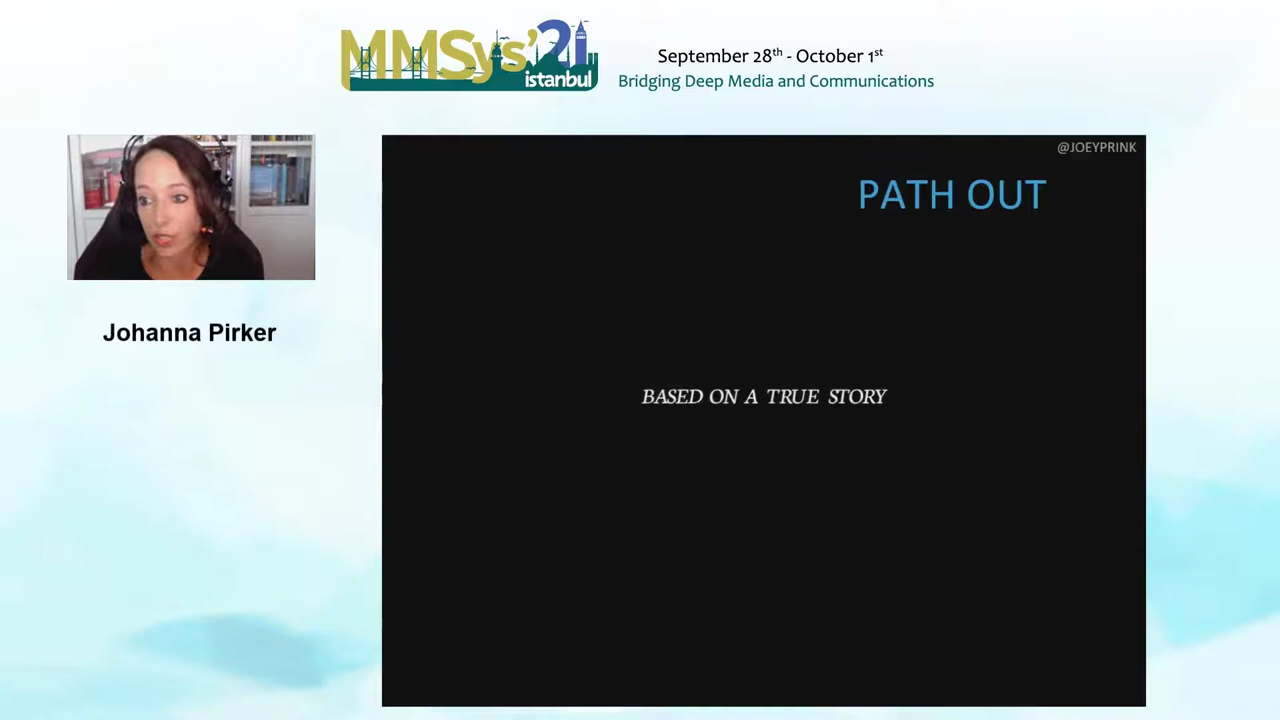 MMSys'21
istanbul
September 28th - October 1st
Bridging Deep Media and Communications
@JOEYPRINK
PATH OUT
Johanna Pirker
BASED ON A TRUE STORY